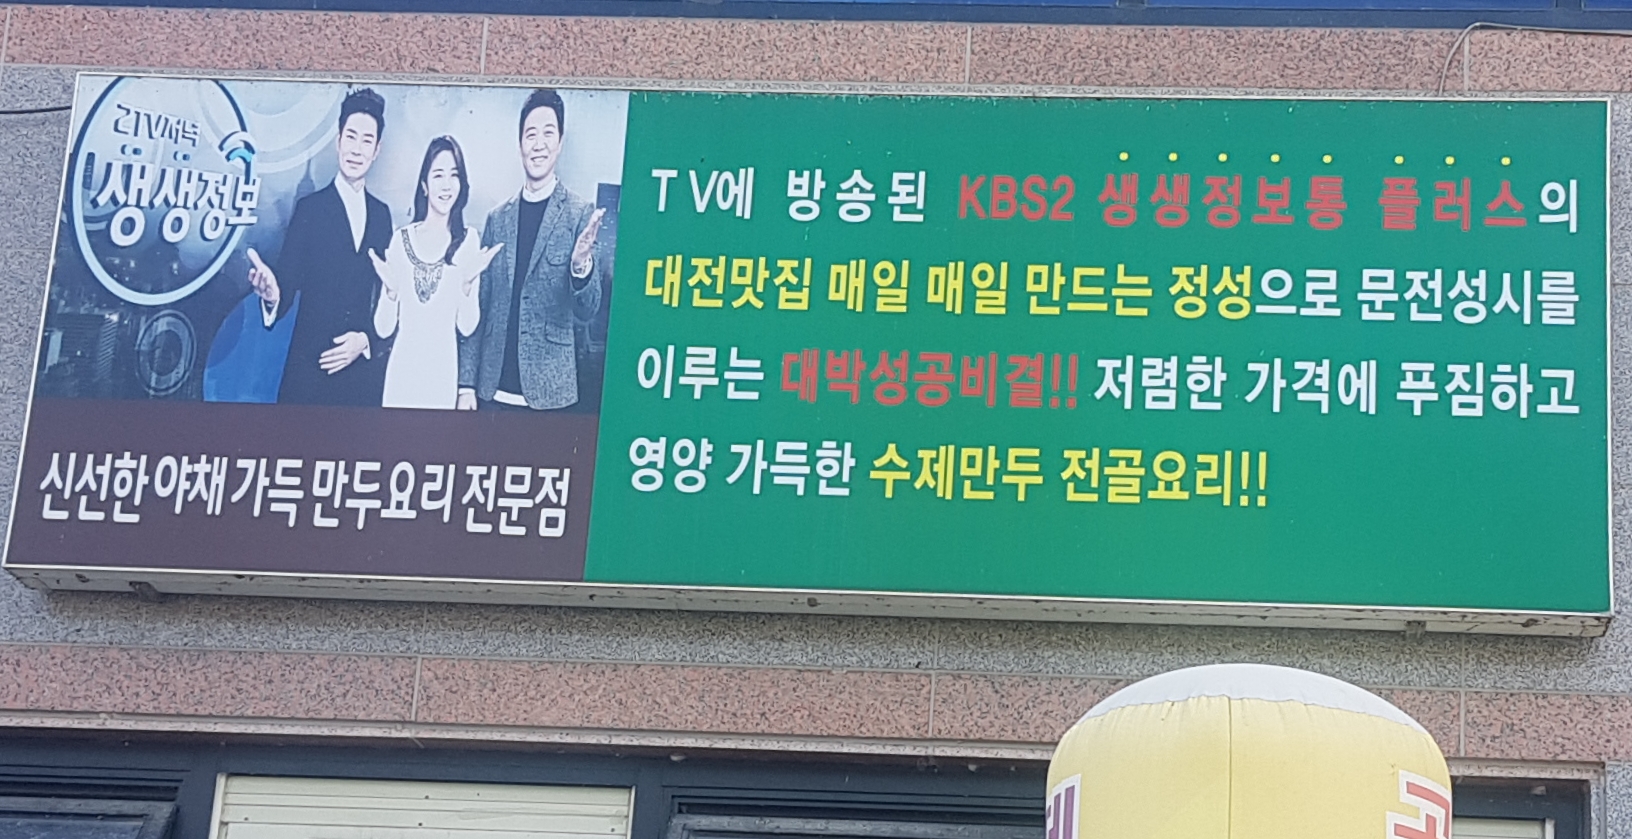 2TV저녁
생생정보
신선한 야채 가득 만두요리 전문점
TV에 방송된 KBS2 생생정보통 플러스의
대전맛집 매일 매일 만드는 정성으로 문전성시를
이루는 대박성공비결!! 저렴한 가격에 푸짐하고
영양 가득한 수제만두 전골요리!!